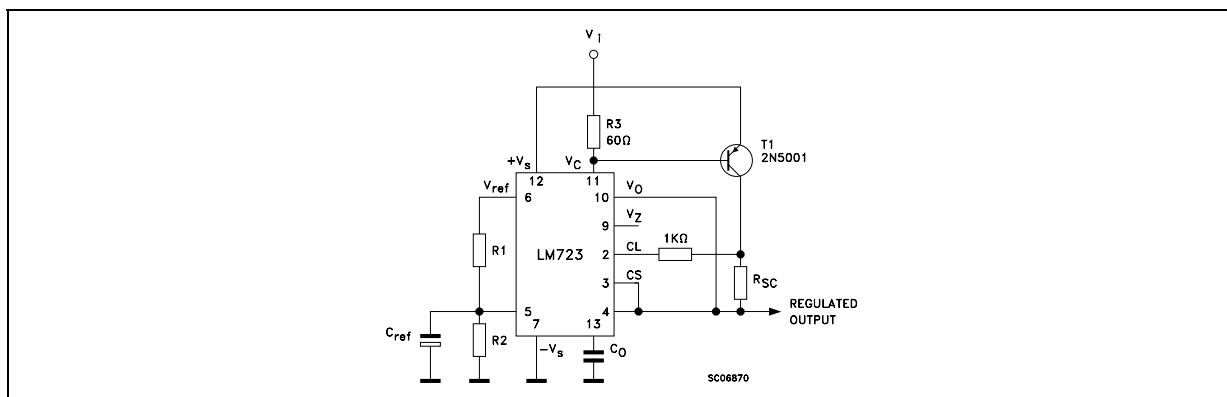 V i
R3
60Ω
T1
2N5001
+Vs
VC
12
11
Vref
6
10
VO
9
VZ
R1
LM723
2
CL
1KΩ
3
CS
RSC
5
4
REGULATED
OUTPUT
7
13
Cref
R2
-Vs
CO
SC06870